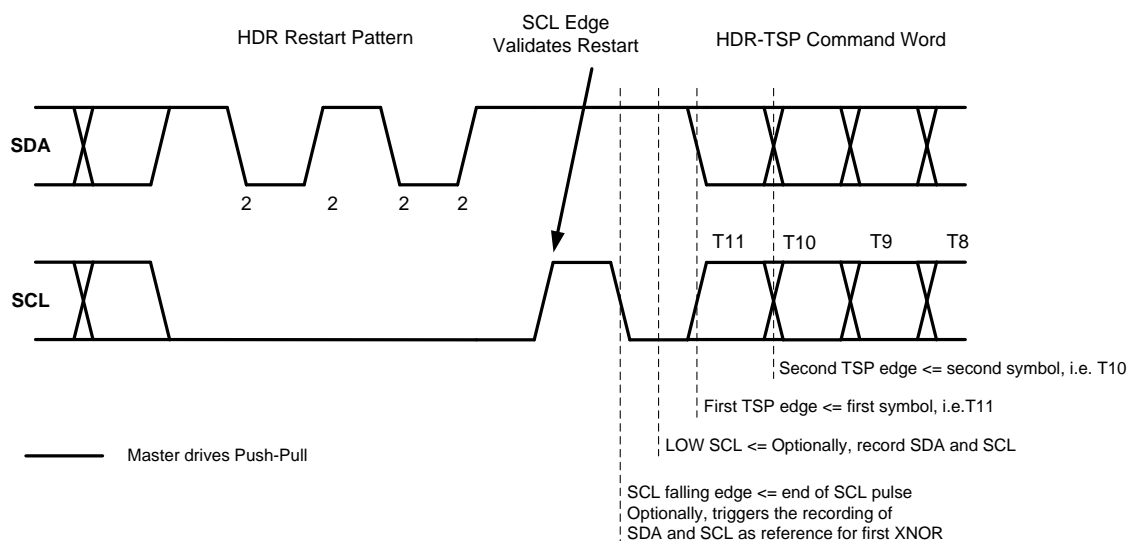 HDR Restart Pattern
SCL Edge
Validates Restart
HDR-TSP Command Word
SDA
2 2 2 2
T11 T10 T9 T8
SCL
Second TSP edge <= second symbol, i.e. T10
First TSP edge <= first symbol, i.e.T11
LOW SCL <= Optionally, record SDA and SCL
Master drives Push-Pull
SCL falling edge <= end of SCL pulse
Optionally, triggers the recording of
SDA and SCL as reference for first XNOR